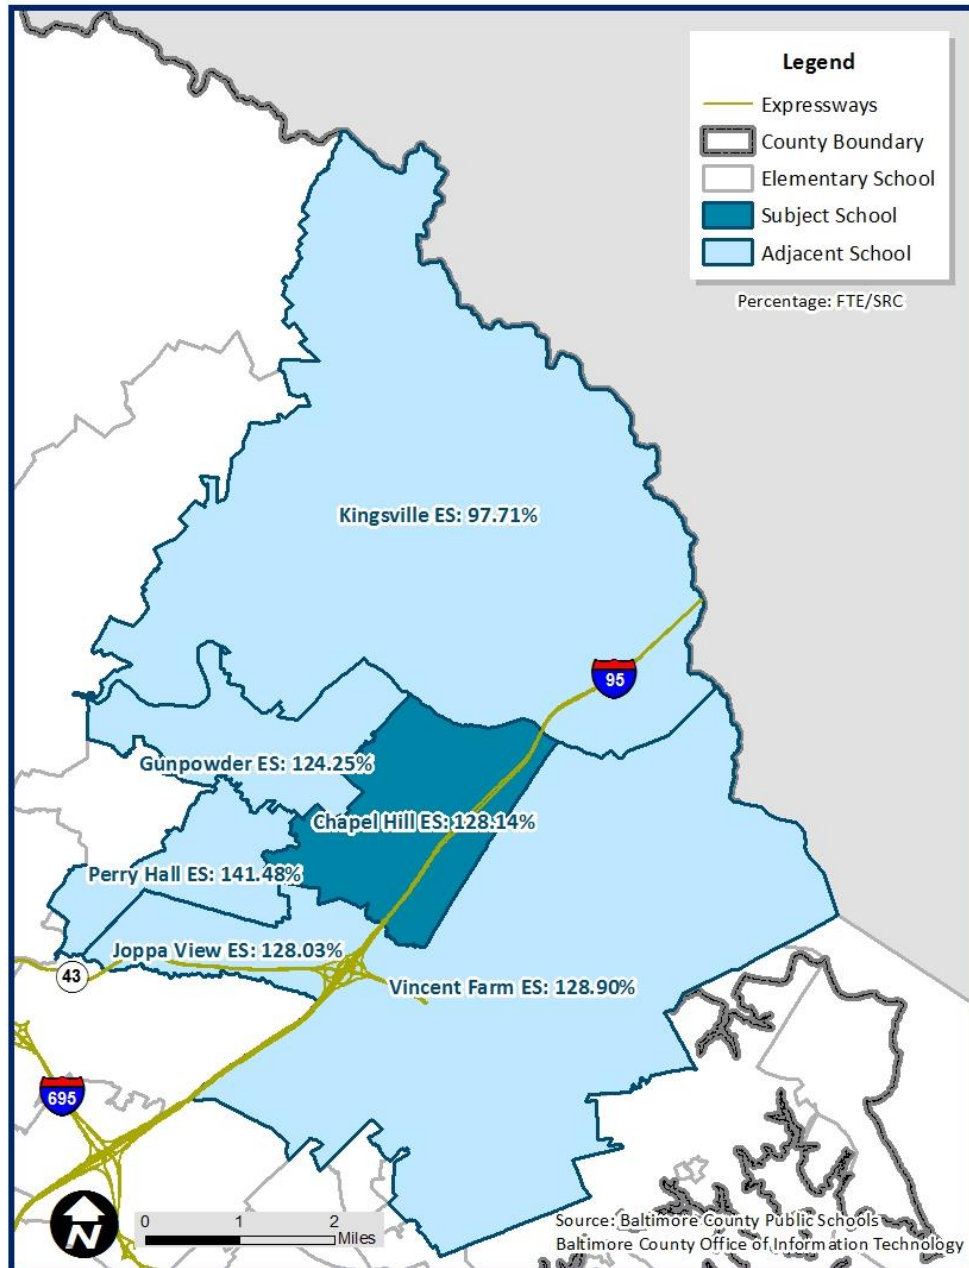 Legend
Expressways
County Boundary
Elementary School
Subject School
Adjacent School
Percentage: FTE/SRC
Kingsville ES: 97.71%
95
Gunpowder ES: 124.25%
Chapel Hill ES: 128.14%
Perry Hall ES: 141.48%
Joppa View ES: 128.03%
43
Vincent Farm ES: 128.90%
695
N
0 1 2
Miles
Source: Baltimore County Public Schools
Baltimore County Office of Information Technology